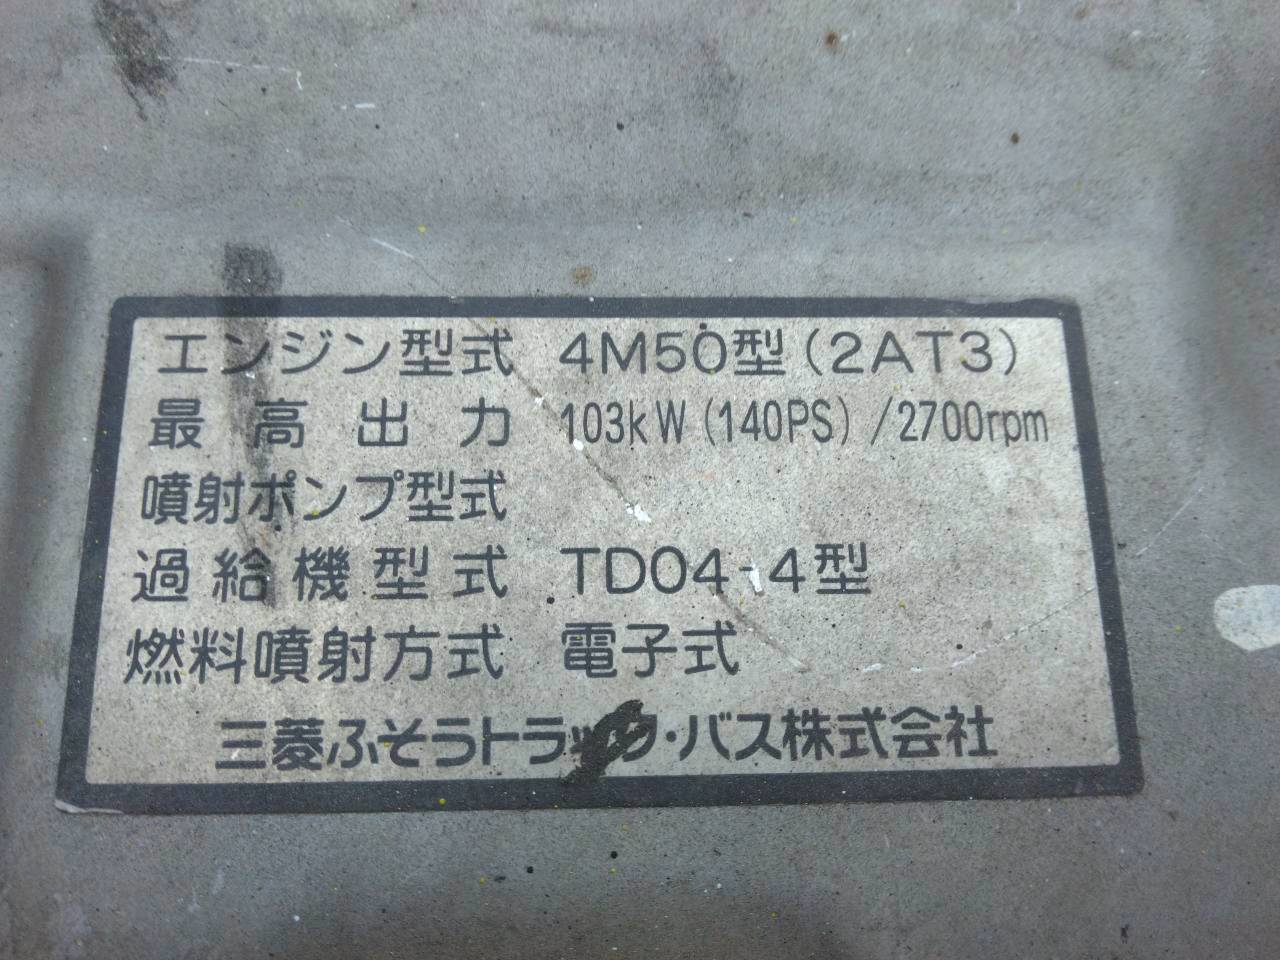 エンジン型式 4M50型(2AT3)
最高出力 103kW(140PS)/2700rpm
噴射ポンプ型式
過給機型式 TD04-4型
燃料噴射方式 電子式
三菱ふそうトラック・バス株式会社